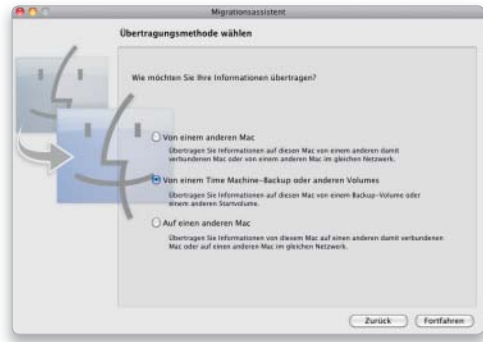 Migrationsassistent
Übertragungsmethode wählen
Wie möchten Sie Ihre Informationen übertragen?
Von einem anderen Mac
Übertragen Sie Informationen auf diesen Mac von einem anderen damit
verbundenen Mac oder von einem anderen Mac im gleichen Netzwerk.
Von einem Time Machine-Backup oder anderen Volumes
Übertragen Sie Informationen auf diesen Mac von einem Backup-Volume oder
einem anderen Startvolume.
Auf einen anderen Mac
Übertragen Sie Informationen von diesem Mac auf einen anderen damit verbundenen
Mac oder auf einen anderen Mac im gleichen Netzwerk.
Zurück
Fortfahren